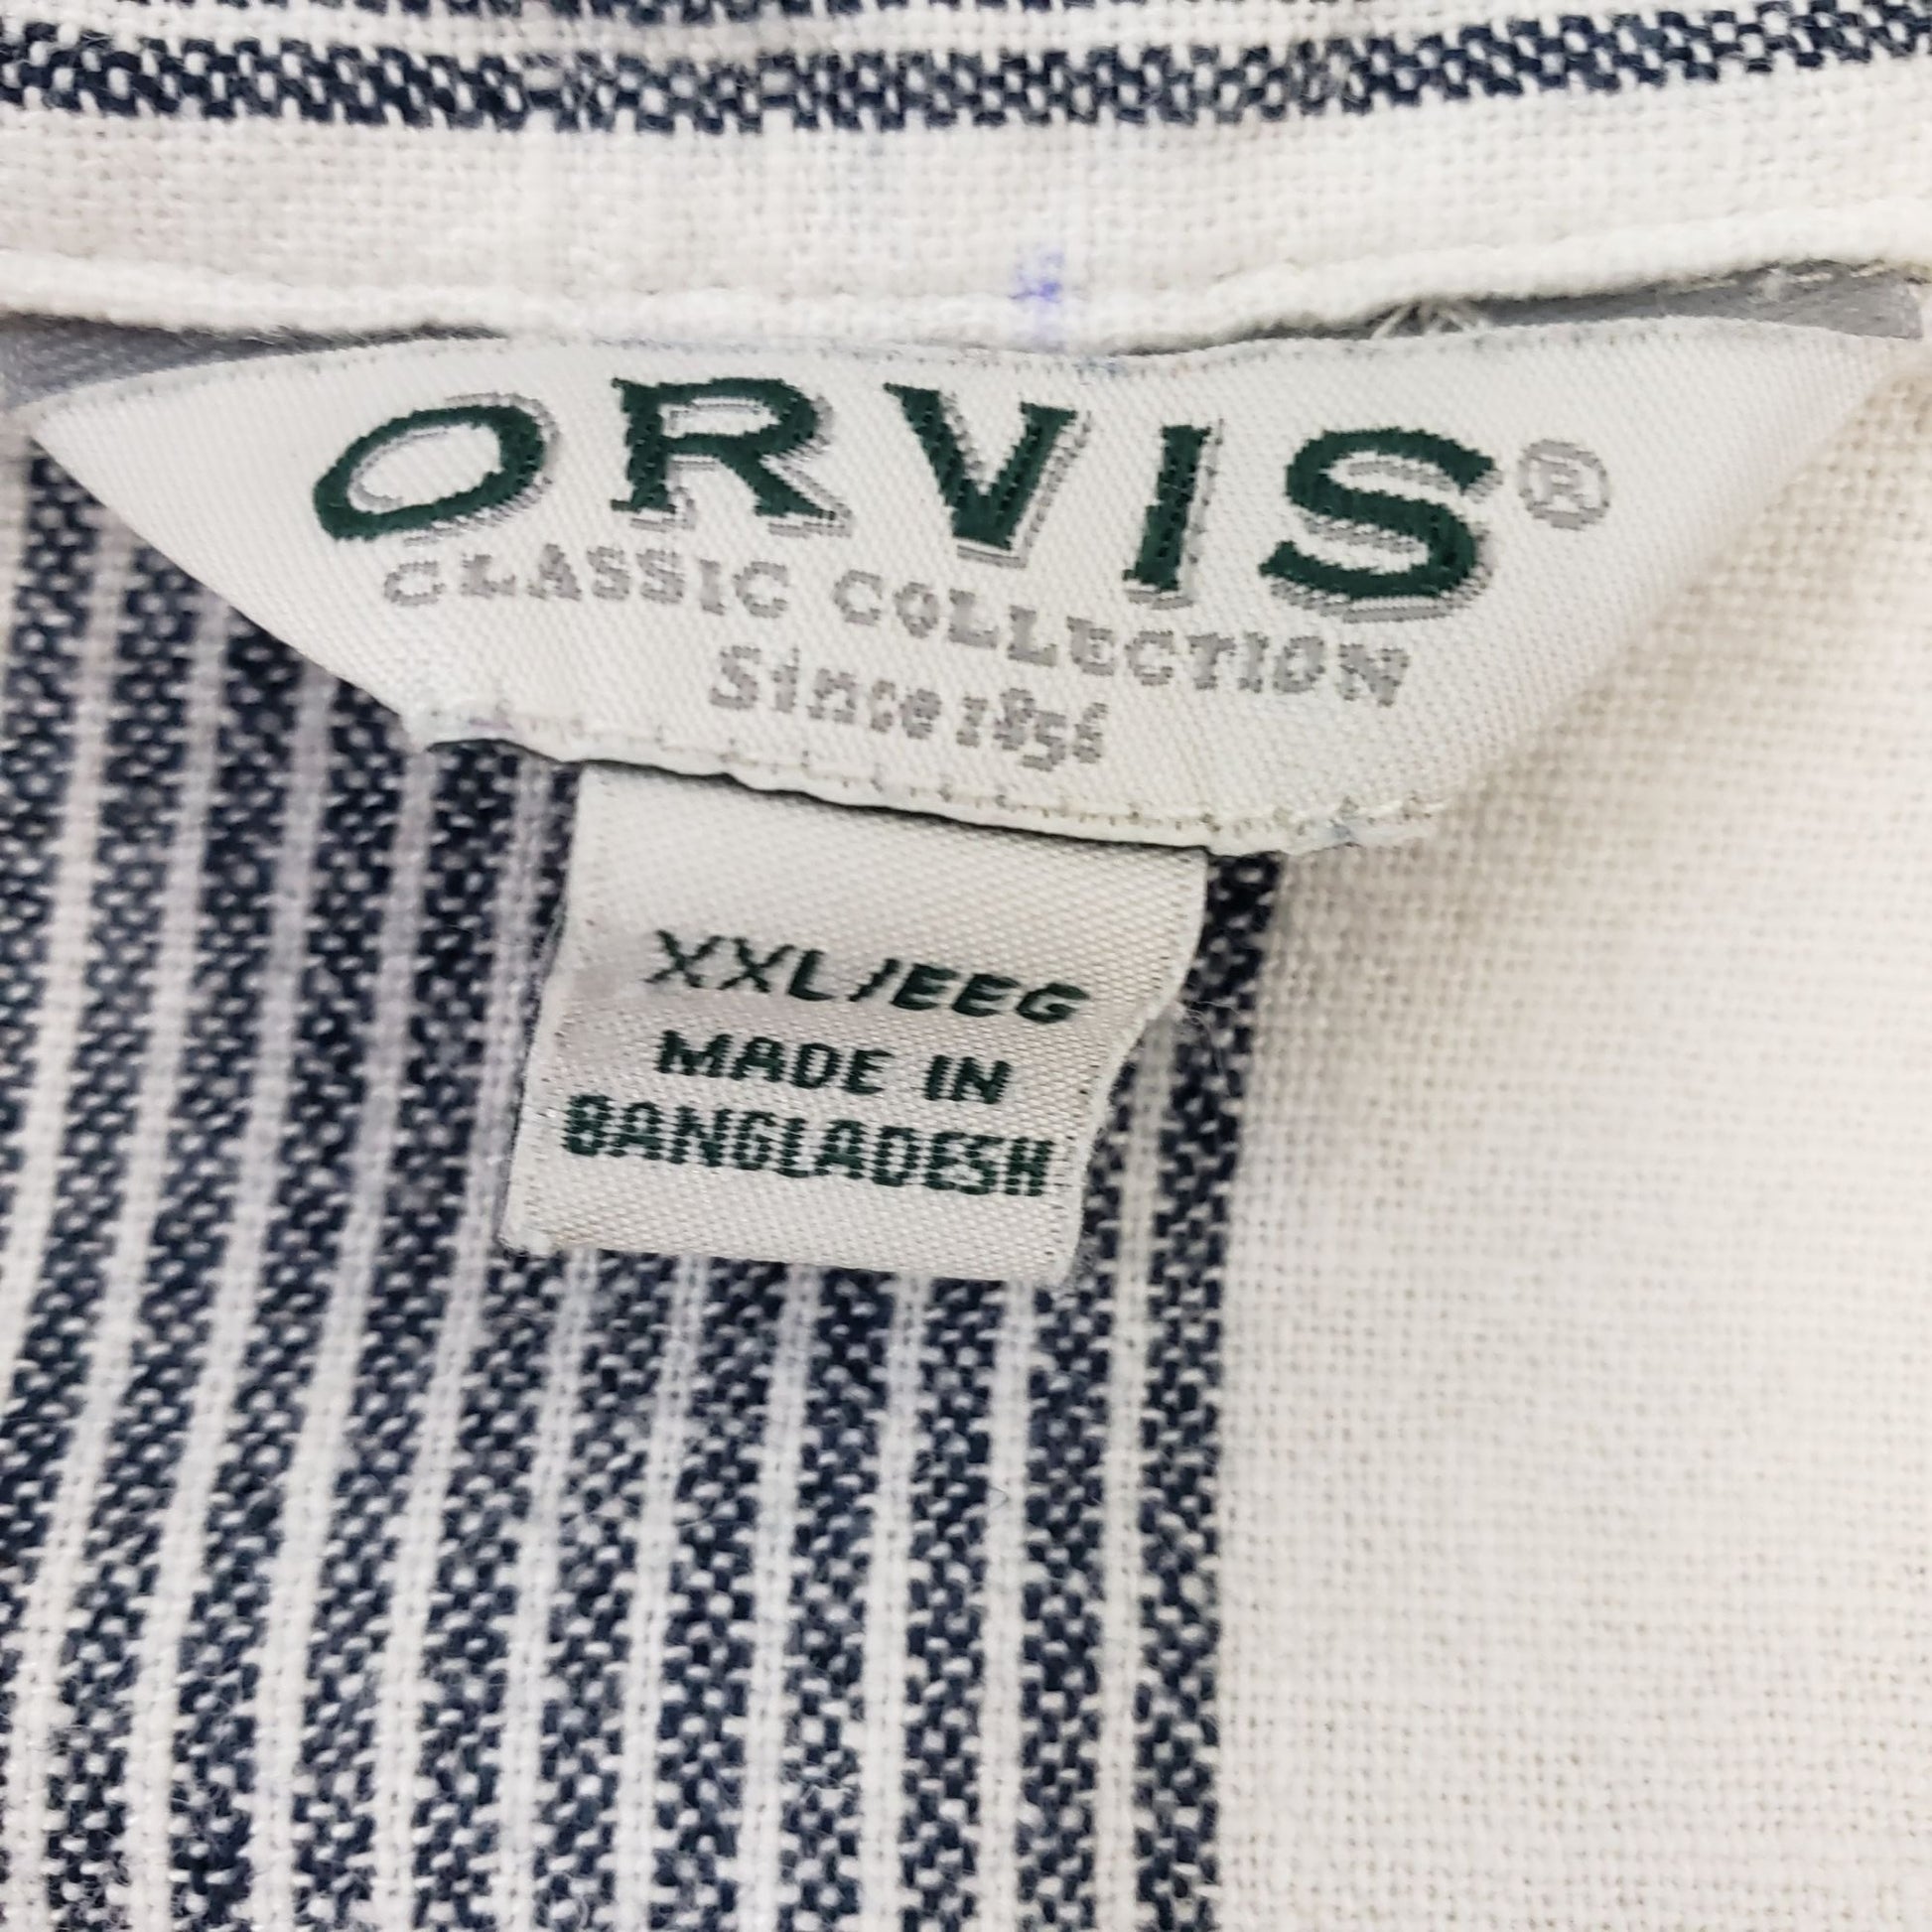 ORVIS®
CLASSIC COLLECTION
Since 1856
XXL/EEG
MADE IN
BANGLADESH